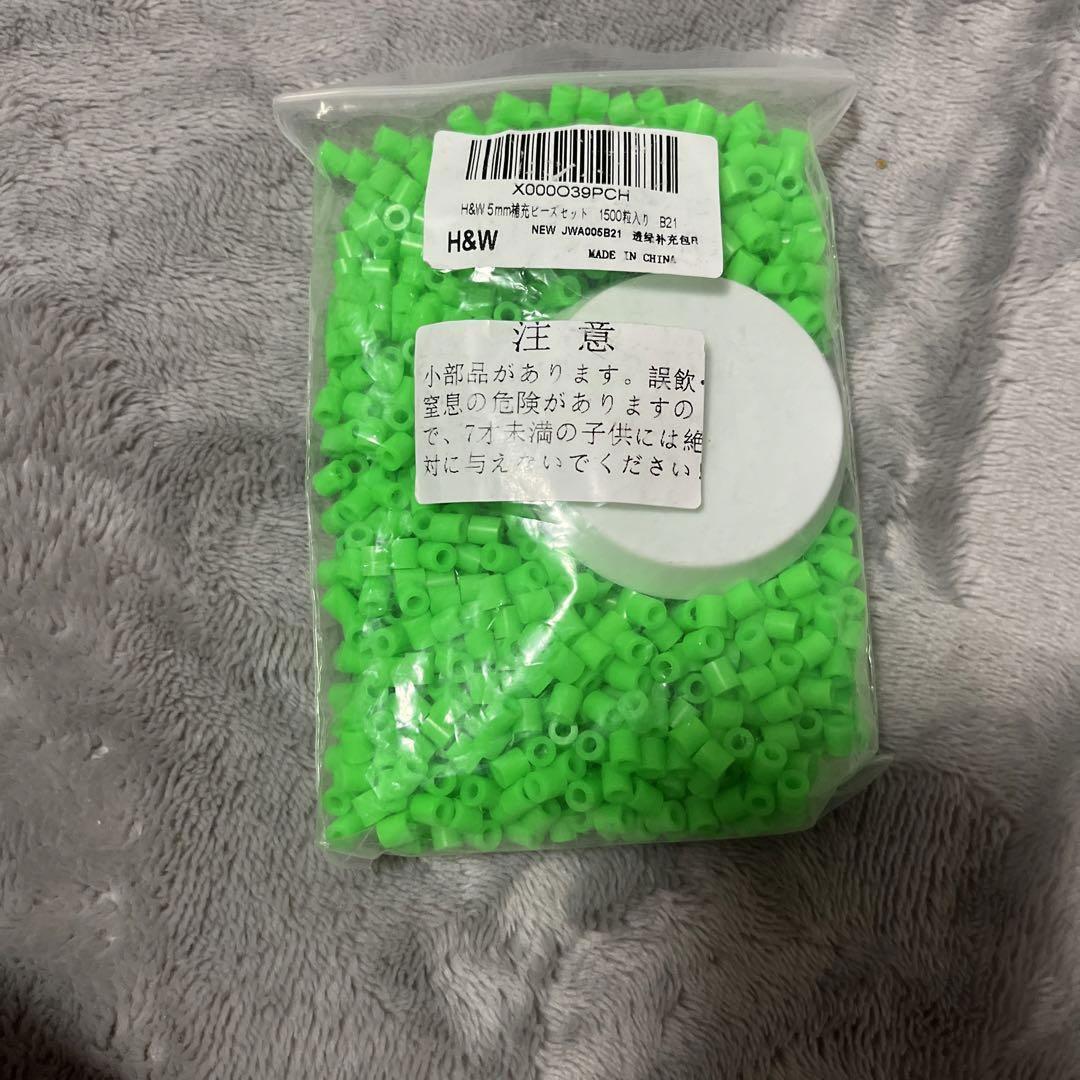 X000O39PCH
H&W 5mm補充ビーズセット 1500粒入り B21
NEW JWA005B21 透绿补充包R
H&W
MADE IN CHINA
注意
小部品があります。誤飲・
窒息の危険がありますの
で、7才未満の子供には絶
対に与えないでください!